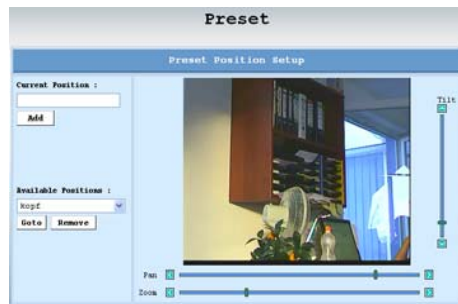 Preset
Preset Position Setup
Current Position :
Add
Tilt
Available Positions :
kopf
Goto Remove
Pan
Zoom